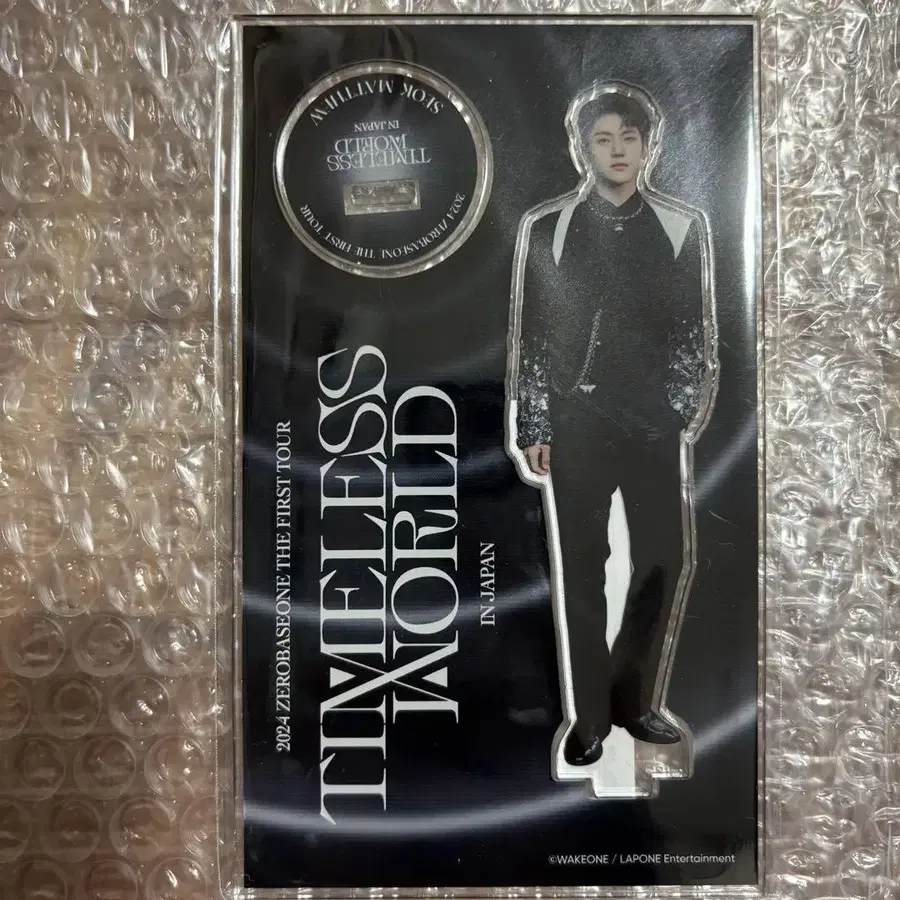 SEOK MATTHEW
TIMELESS
WORLD
IN JAPAN
2024 ZEROBASEONE THE FIRST TOUR
2024 ZEROBASEONE THE FIRST TOUR
TIMELESS
WORLD
IN JAPAN
©WAKEONE / LAPONE Entertainment